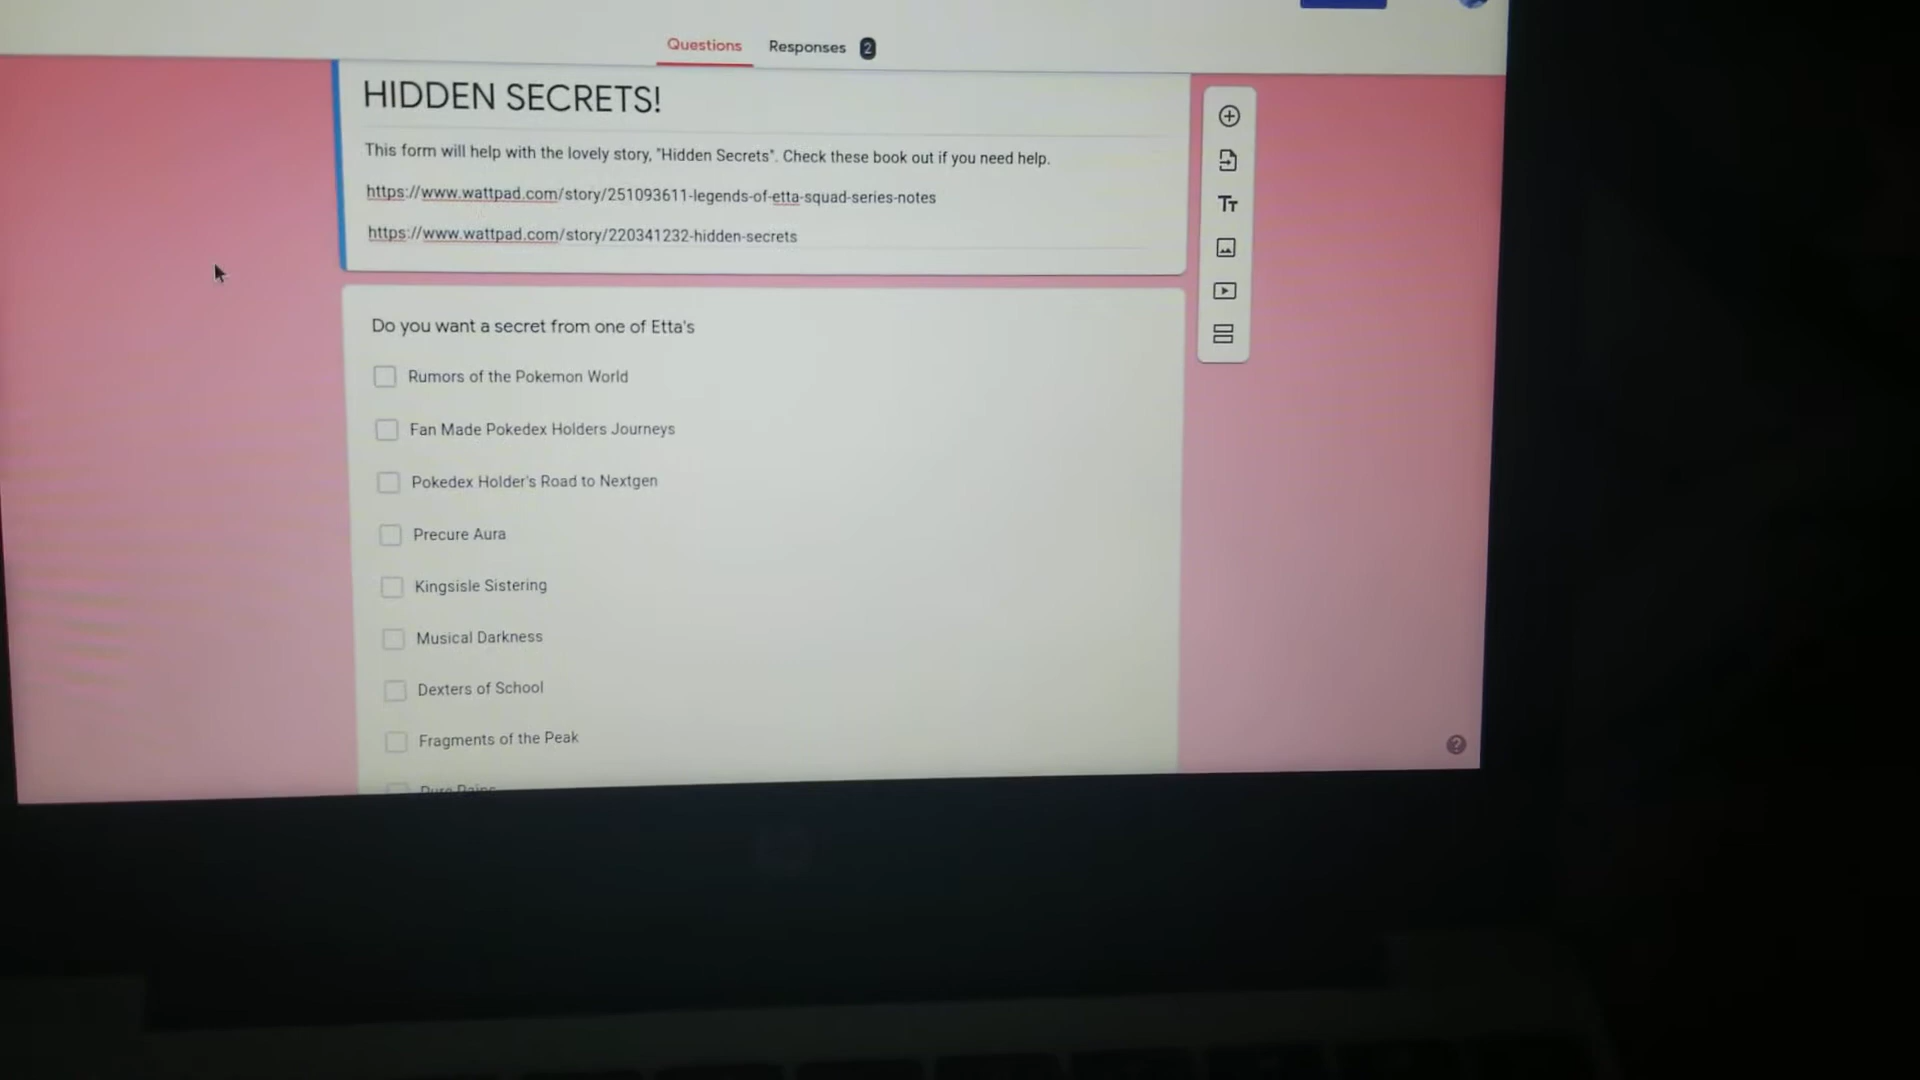 Questions Responses 2
HIDDEN SECRETS!
This form will help with the lovely story, "Hidden Secrets". Check these book out if you need help.
https://www.wattpad.com/story/251093611-legends-of-etta-squad-series-notes
https://www.wattpad.com/story/220341232-hidden-secrets
Do you want a secret from one of Etta's
Rumors of the Pokemon World
Fan Made Pokedex Holders Journeys
Pokedex Holder's Road to Nextgen
Precure Aura
Kingsisle Sistering
Musical Darkness
Dexters of School
Fragments of the Peak